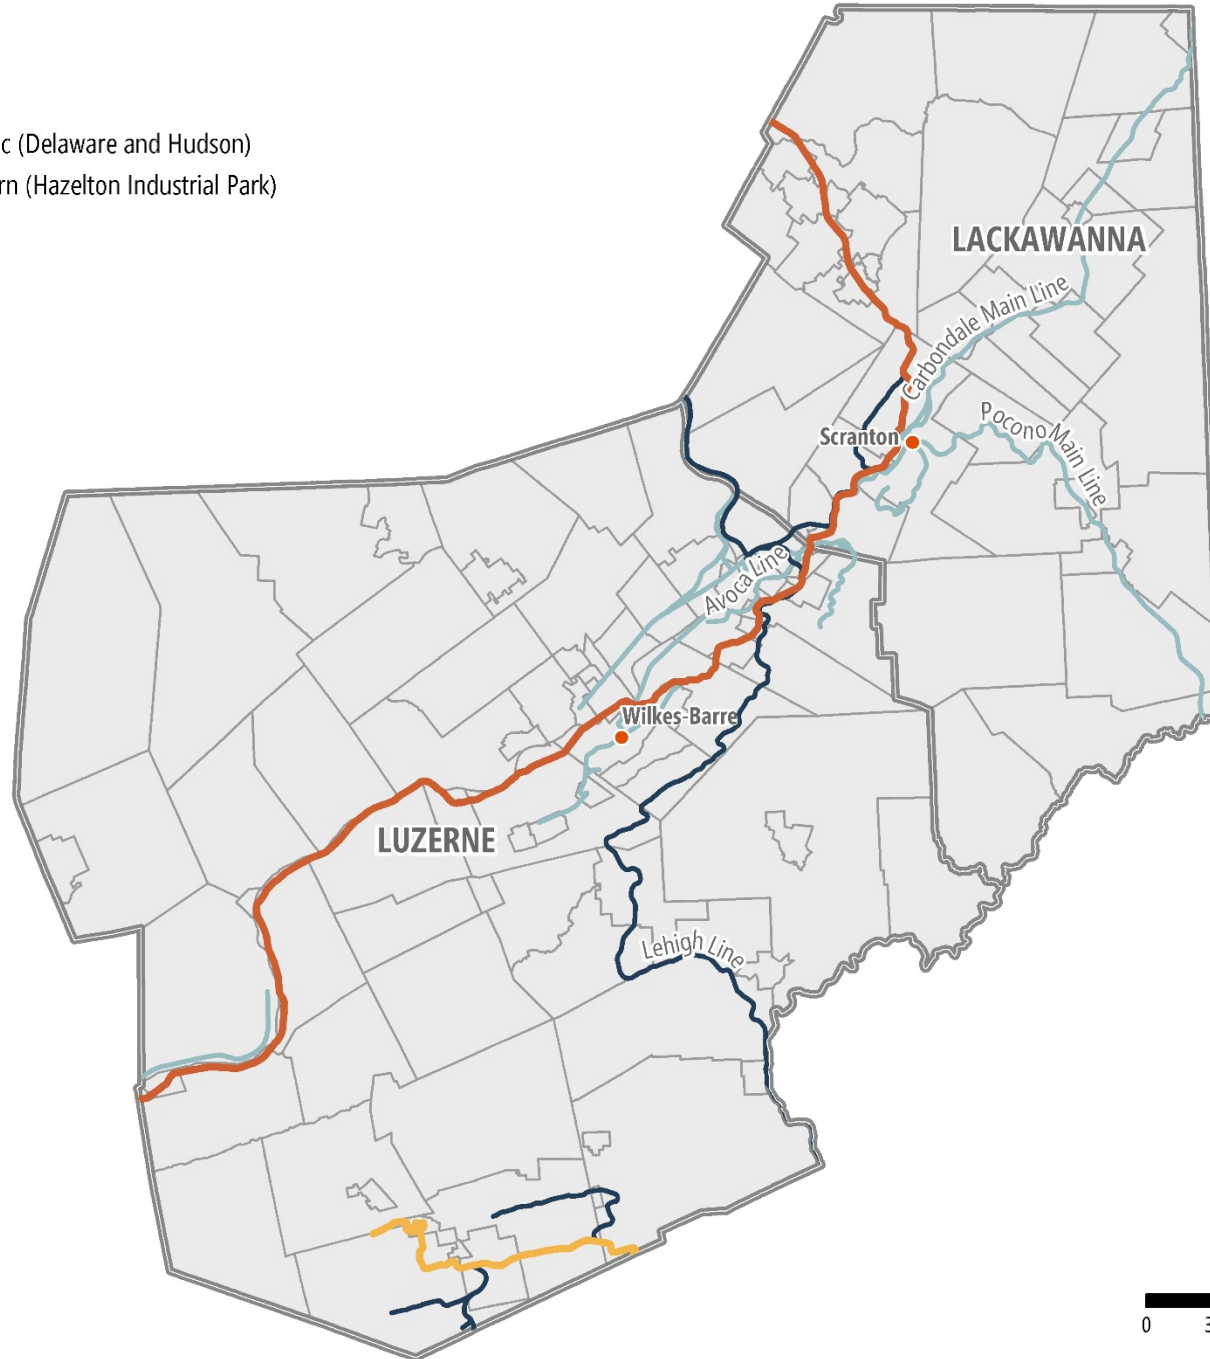 c (Delaware and Hudson)
rn (Hazelton Industrial Park)
LACKAWANNA
Carbondale Main Line
Pocono Main Line
Scranton
Avoca Line
Wilkes-Barre
LUZERNE
Lehigh Line
0 3